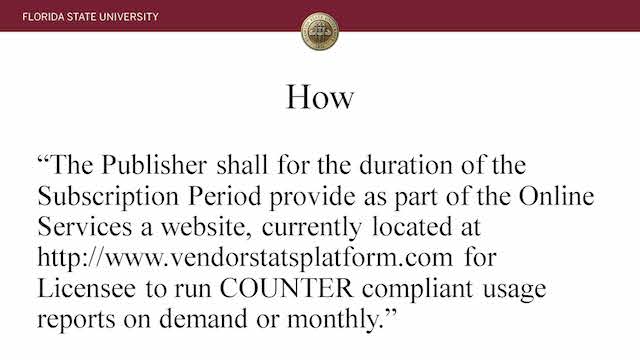 FLORIDA STATE UNIVERSITY
How
“The Publisher shall for the duration of the
Subscription Period provide as part of the Online
Services a website, currently located at
http://www.vendorstatsplatform.com for
Licensee to run COUNTER compliant usage
reports on demand or monthly.”